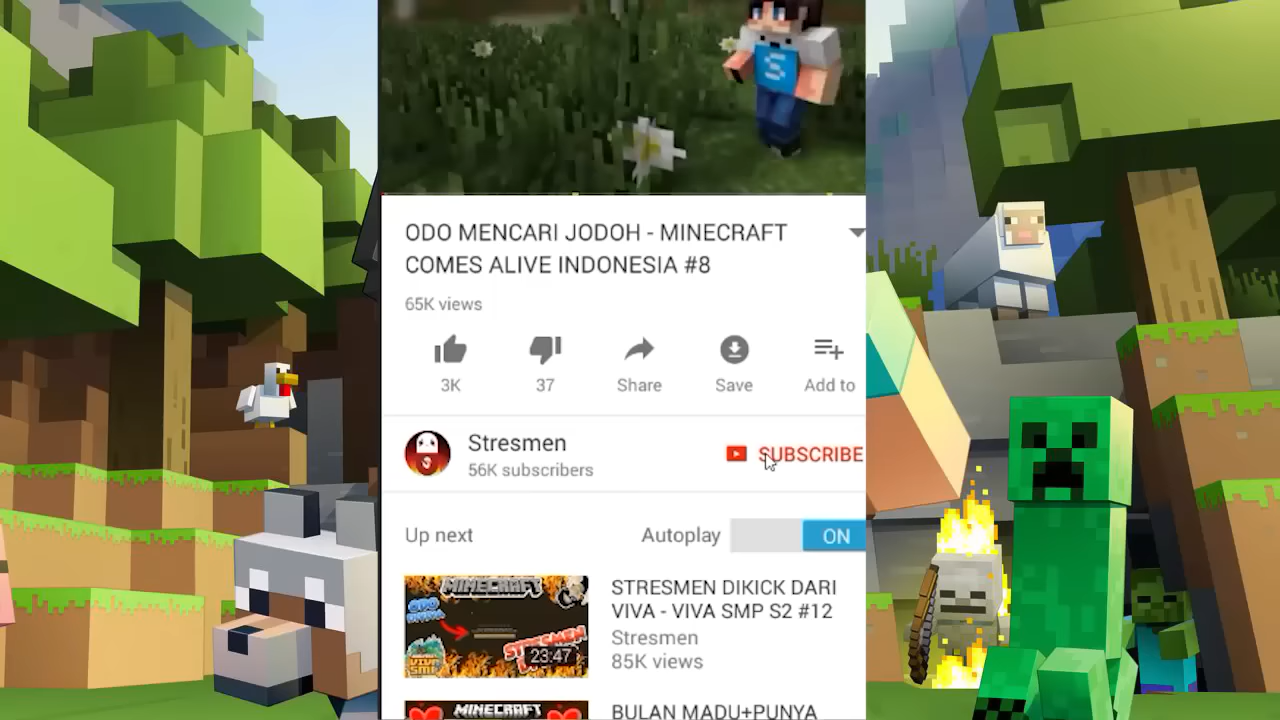 S
ODO MENCARI JODOH - MINECRAFT
COMES ALIVE INDONESIA #8
65K views
3K
37
Share
Save
Add to
Stresmen
56K subscribers
SUBSCRIBE
Up next
Autoplay
ON
MINECRAFT
STRESMEN
23:47
STRESMEN DIKICK DARI
VIVA - VIVA SMP S2 #12
Stresmen
85K views
MINECRAFT
BULAN MADU+PUNYA